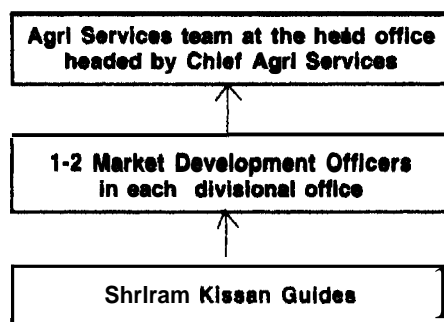 Agri Services team at the head office
headed by Chief Agri Services
1-2 Market Development Officers
in each divisional office
Shriram Kissan Guides